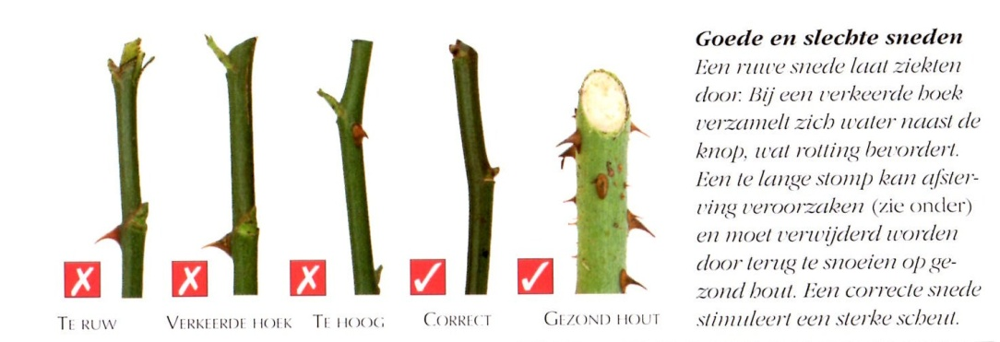 Goede en slechte sneden
Een ruwe snede laat ziekten
door. Bij een verkeerde hoek
verzamelt zich water naast de
knop, wat rotting bevordert.
Een te lange stomp kan afster-
ving veroorzaken (zie onder)
en moet verwijderd worden
door terug te snoeien op ge-
zond hout. Een correcte snede
stimuleert een sterke scheut.
TE RUW
VERKEERDE HOEK
TE HOOG
CORRECT
GEZOND HOUT